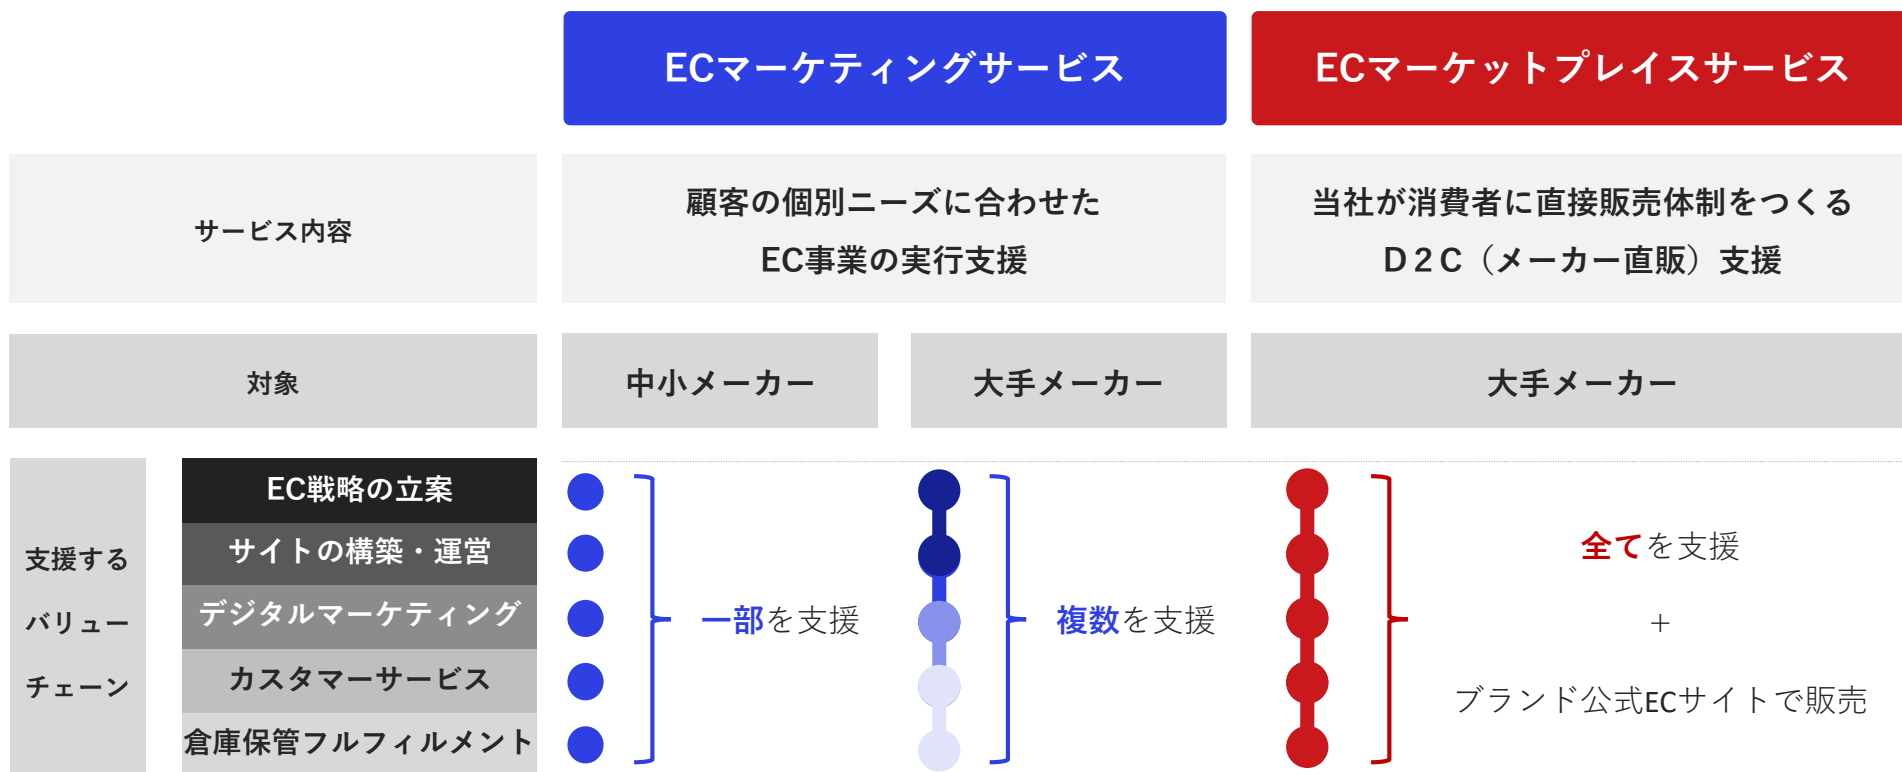 ECマーケティングサービス
ECマーケットプレイスサービス
サービス内容
顧客の個別ニーズに合わせた
EC事業の実行支援
当社が消費者に直接販売体制をつくる
D２C（メーカー直販）支援
対象
中小メーカー
大手メーカー
大手メーカー
支援する
バリュー
チェーン
EC戦略の立案
サイトの構築・運営
デジタルマーケティング
カスタマーサービス
倉庫保管フルフィルメント
一部を支援
複数を支援
全てを支援
+
ブランド公式ECサイトで販売